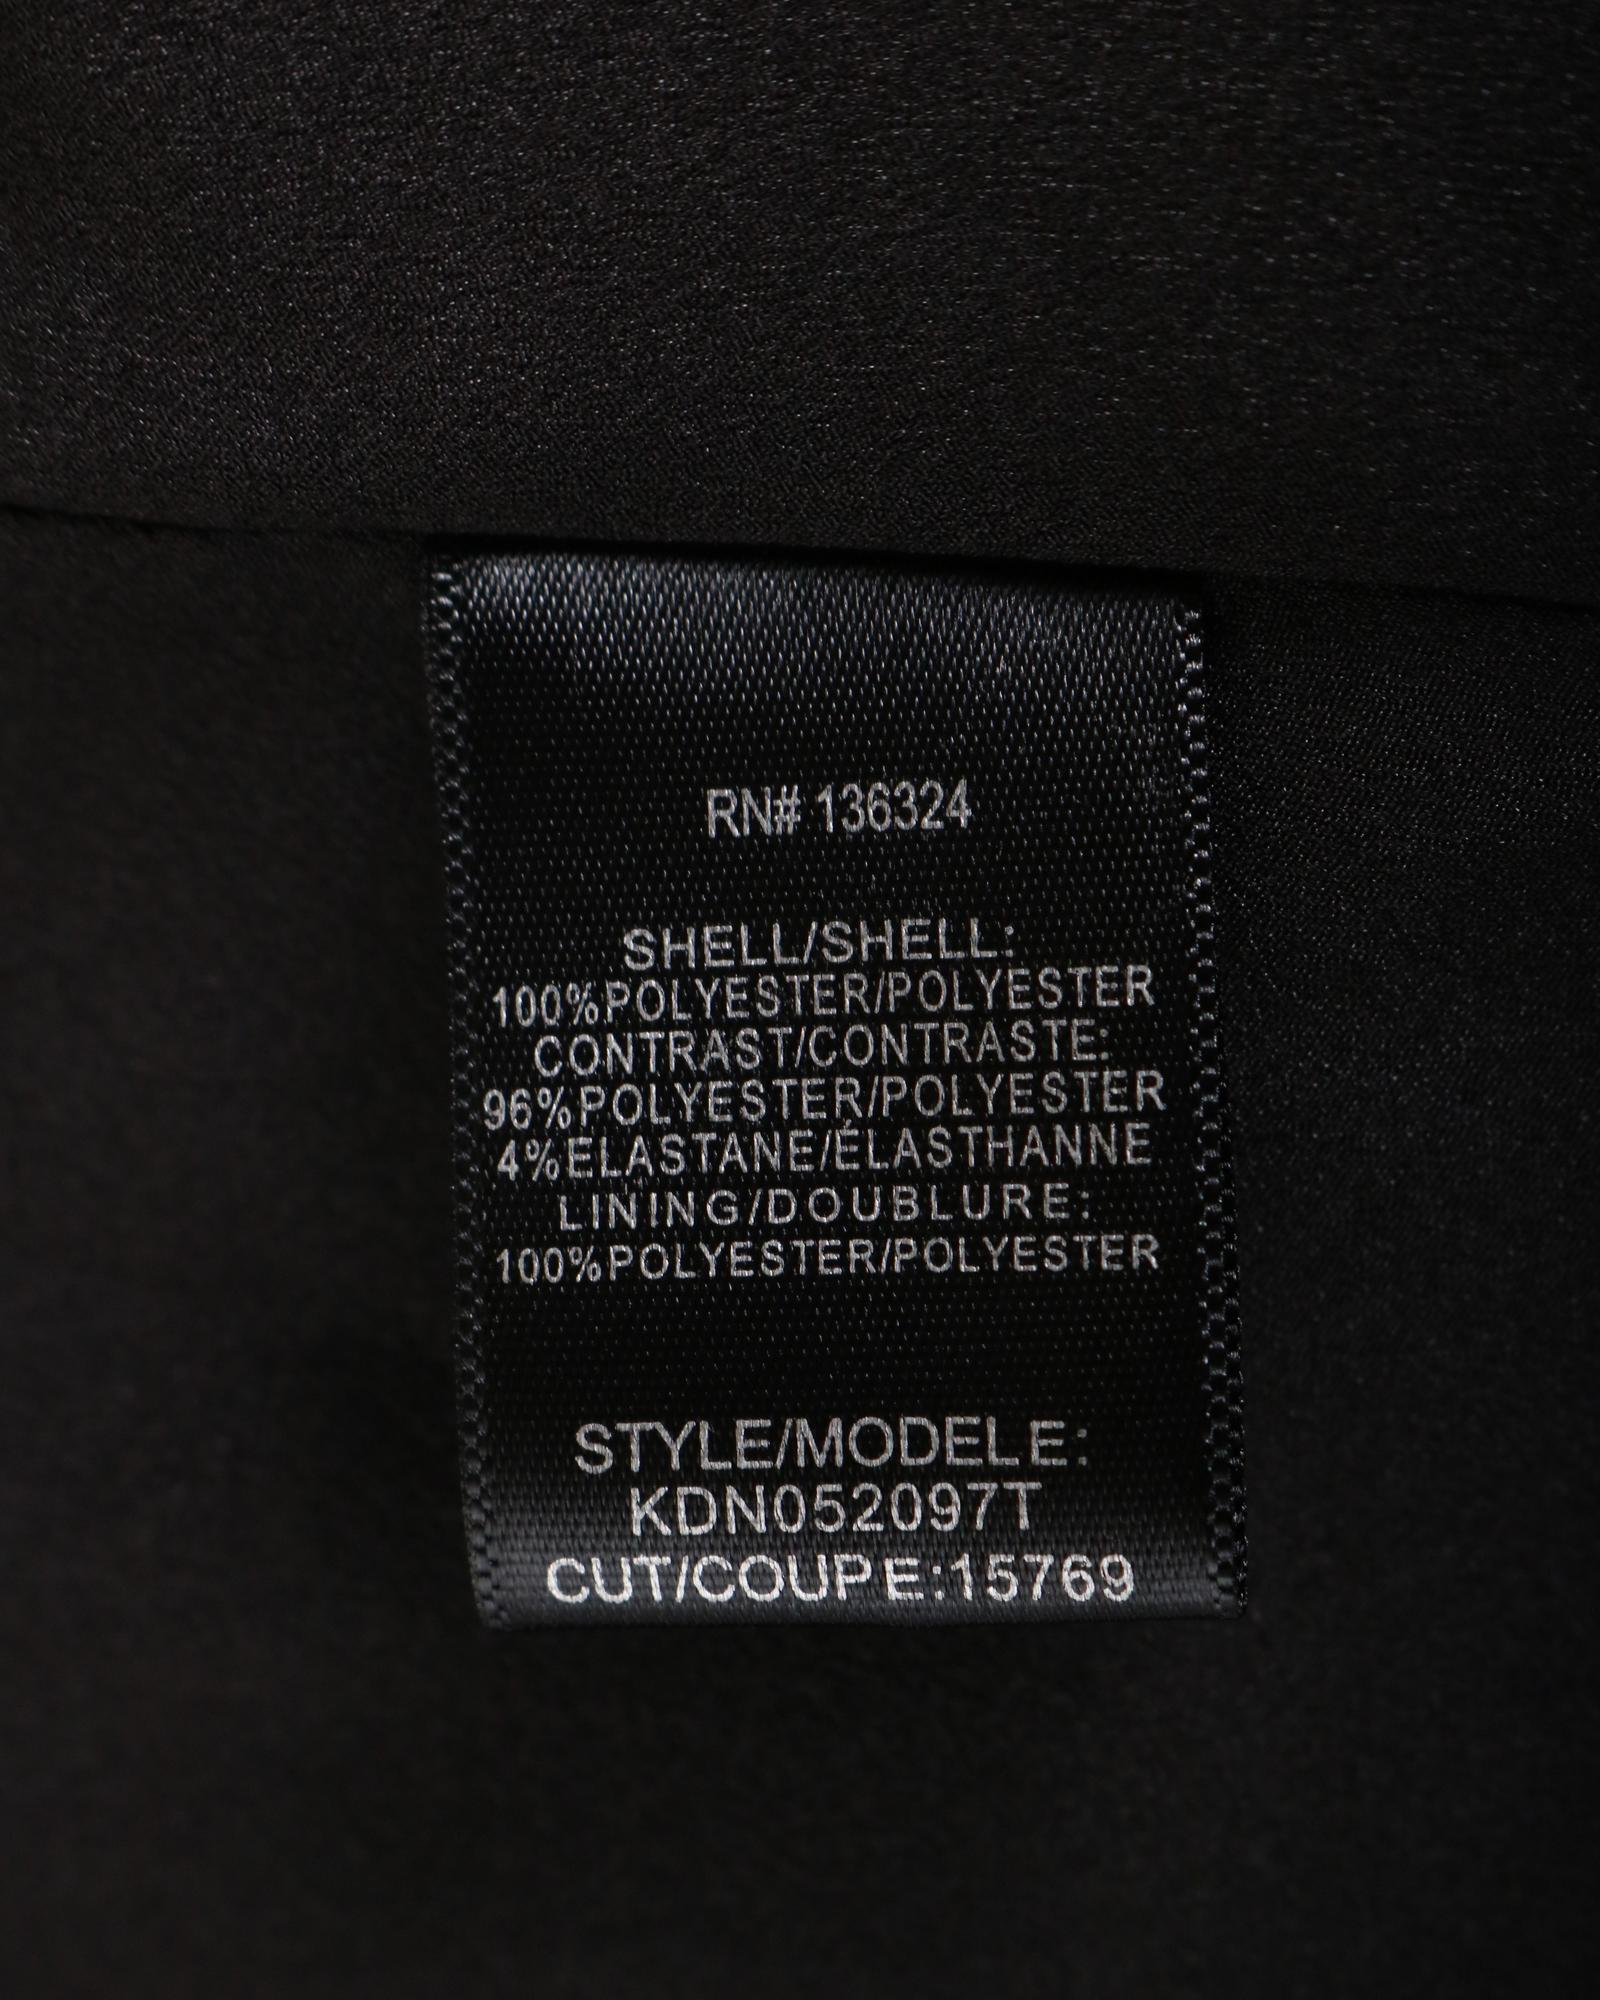 RN# 136324
SHELL/SHELL:
100%POLYESTER/POLYESTER
CONTRAST/CONTRASTE:
96%POLYESTER/POLYESTER
4%ELASTANE/ÉLASTHANNE
LINING/DOUBLURE:
100%POLYESTER/POLYESTER
STYLE/MODELE:
KDN052097T
CUT/COUPE:15769